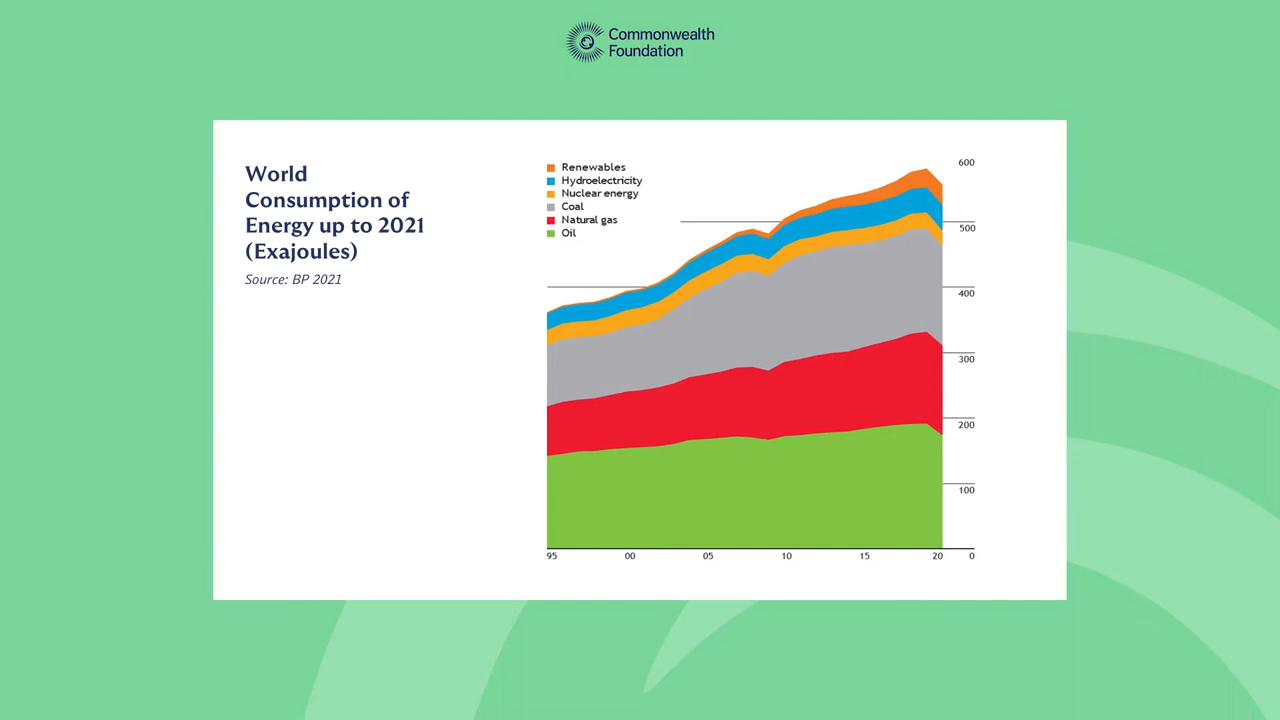 Commonwealth
Foundation
World
Consumption of
Energy up to 2021
(Exajoules)
Source: BP 2021
Renewables
Hydroelectricity
Nuclear energy
Coal
Natural gas
Oil
600
500
400
300
200
100
95 00 05 10 15 20 0